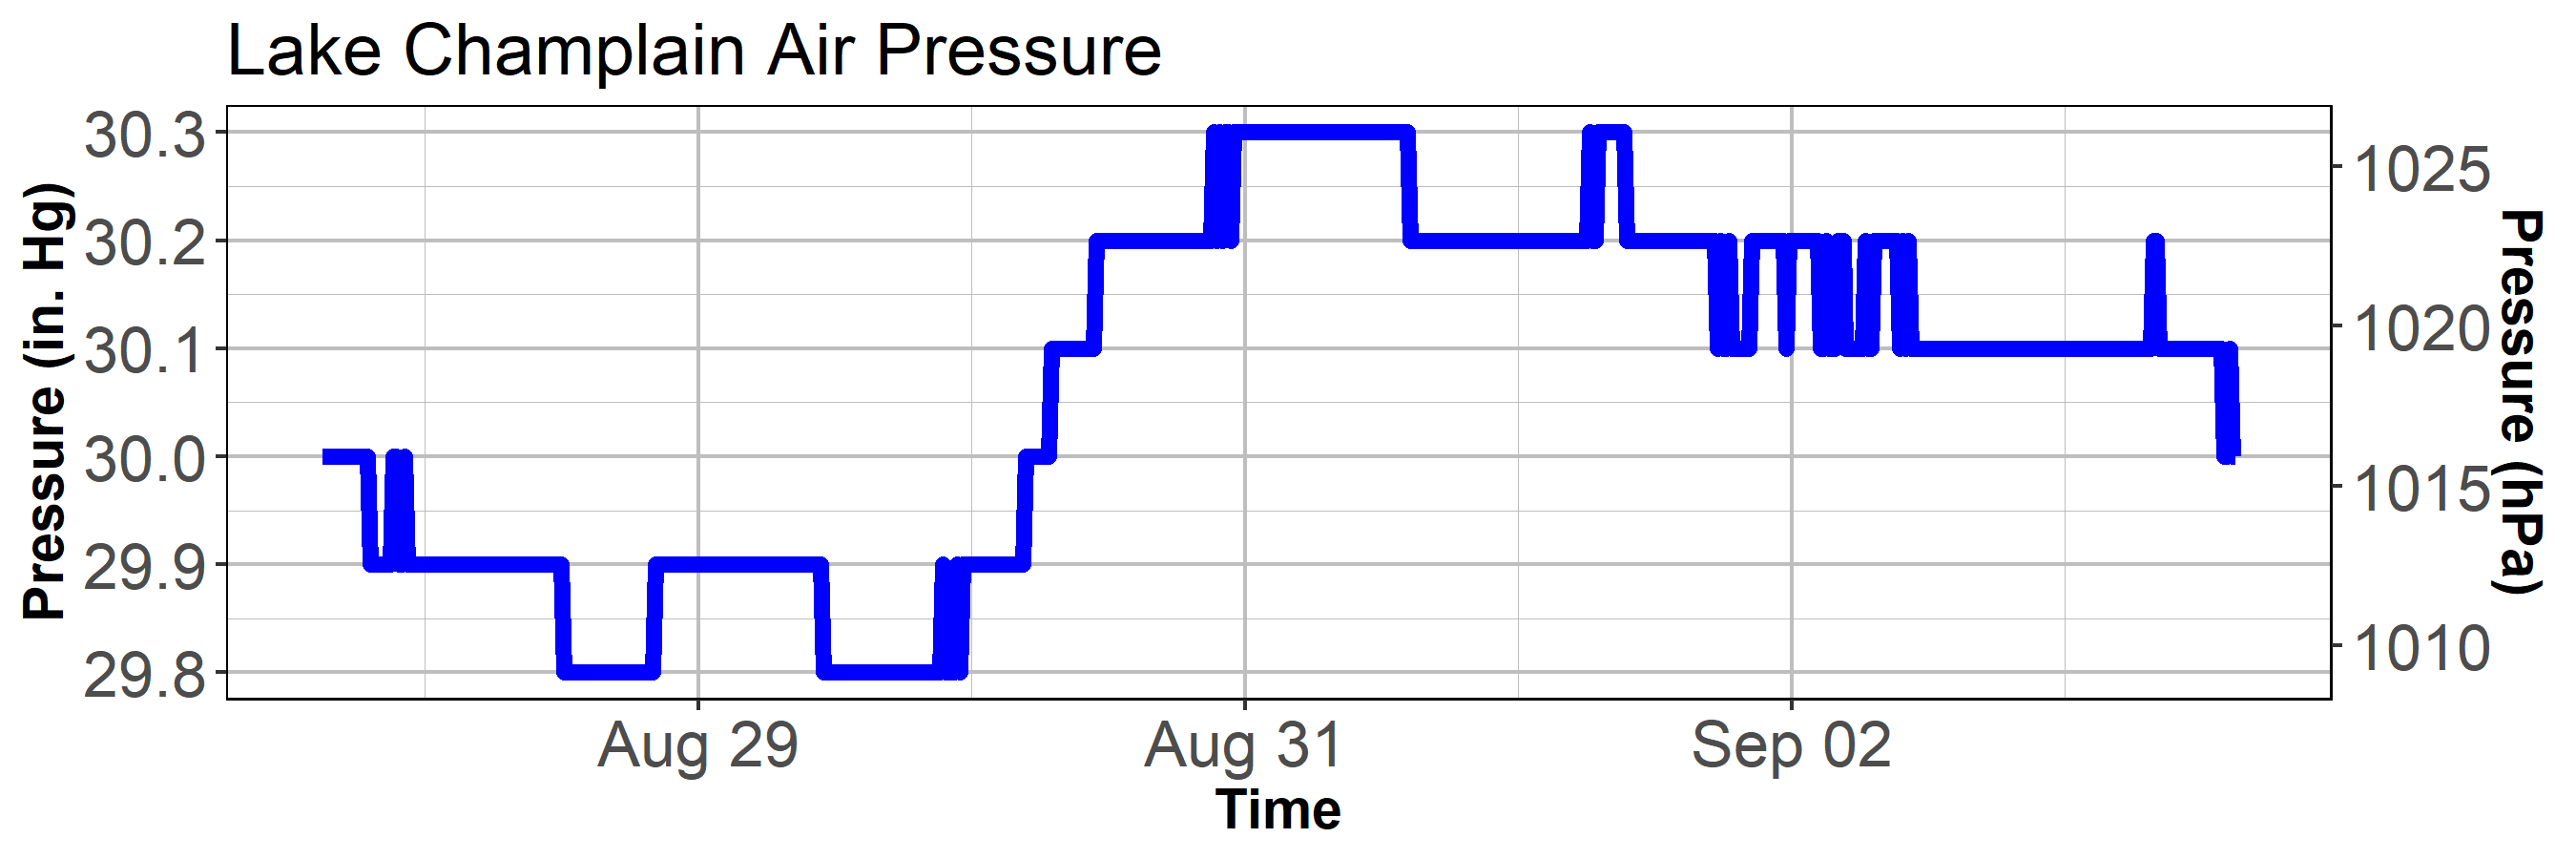 Lake Champlain Air Pressure
Pressure (in. Hg)
30.3
30.2
30.1
30.0
29.9
29.8
1025
1020
1015
1010
Pressure (hPa)
Aug 29
Aug 31
Sep 02
Time